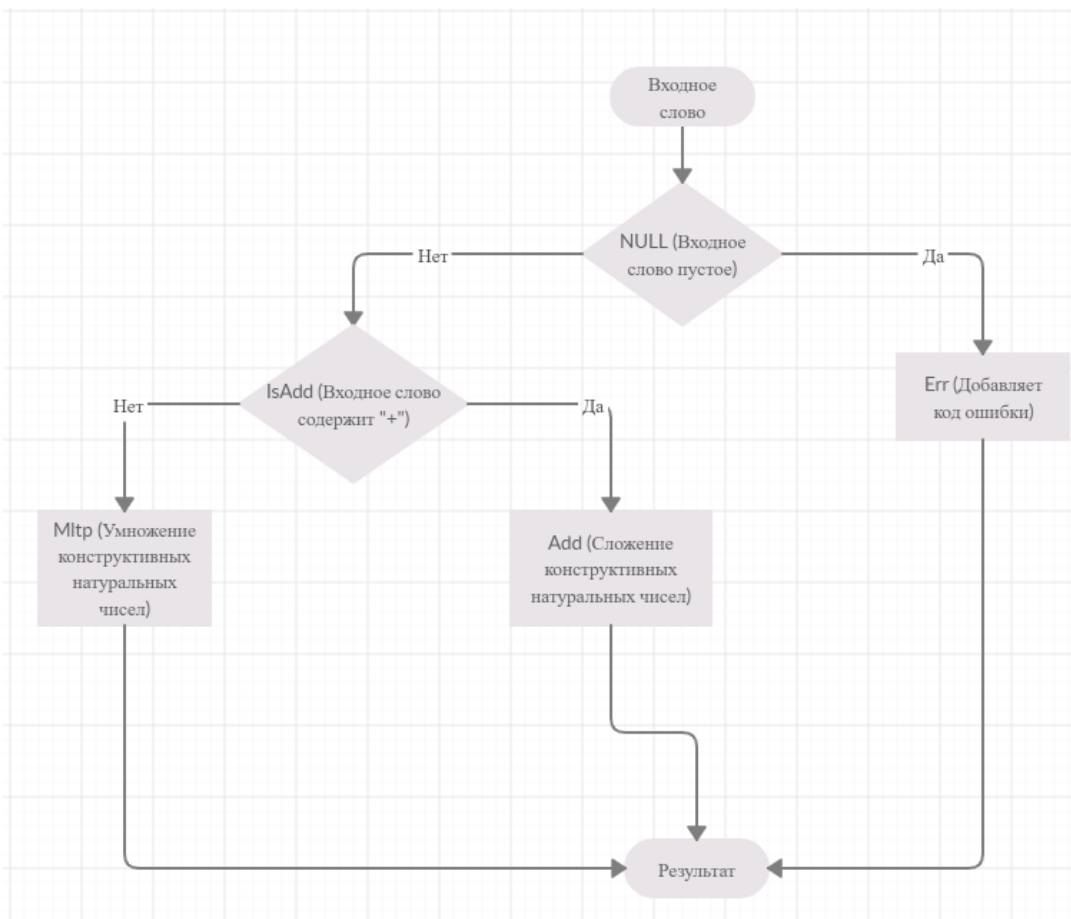 Входное
слово
NULL (Входное
слово пустое)
Нет
Да
IsAdd (Входное слово
содержит "+")
Err (Добавляет
код ошибки)
Нет
Да
Mltp (Умножение
конструктивных
натуральных
чисел)
Add (Сложение
конструктивных
натуральных чисел)
Результат